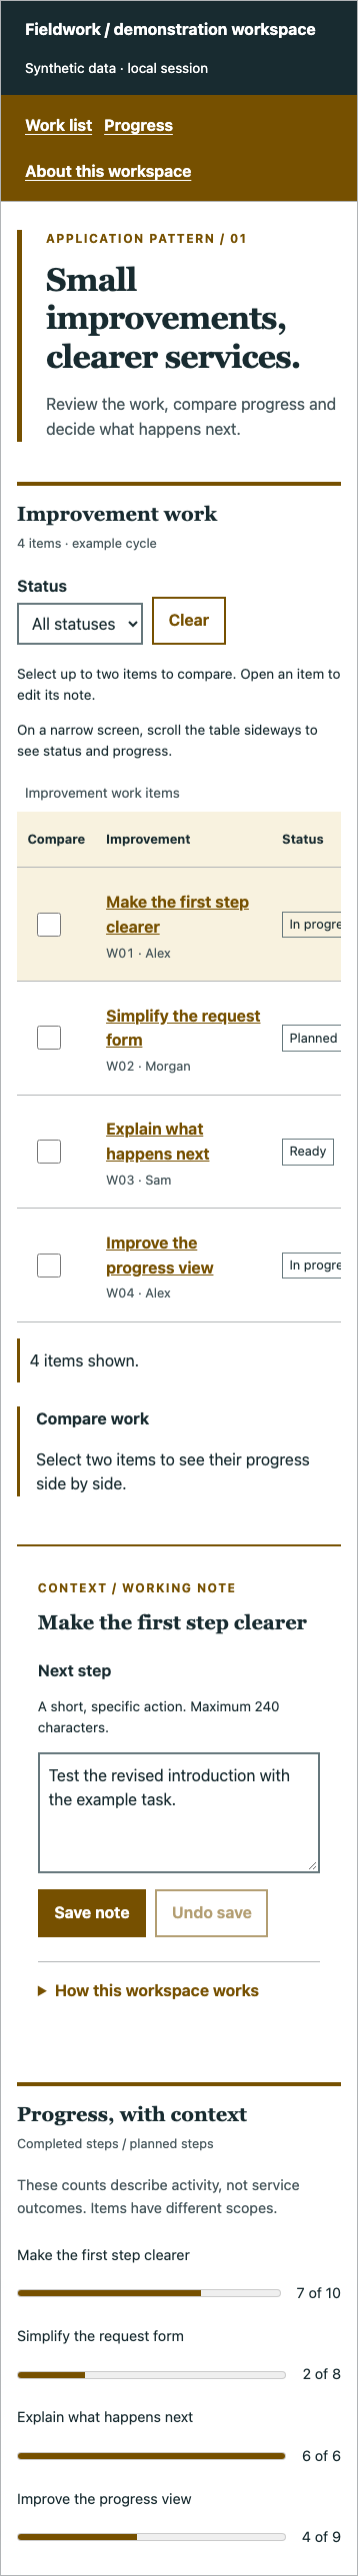 Fieldwork / demonstration workspace
Synthetic data · local session
Work list Progress
About this workspace
APPLICATION PATTERN / 01
Small
improvements,
clearer services.
Review the work, compare progress and
decide what happens next.
Improvement work
4 items · example cycle
Status
All statuses Clear
Select up to two items to compare. Open an item to
edit its note.
On a narrow screen, scroll the table sideways to
see status and progress.
Improvement work items
Compare Improvement Status
Make the first step
clearer
In progre
W01 · Alex
Simplify the request
form
Planned
W02 · Morgan
Explain what
happens next
Ready
W03 · Sam
Improve the
progress view
In progre
W04 · Alex
4 items shown.
Compare work
Select two items to see their progress
side by side.
CONTEXT / WORKING NOTE
Make the first step clearer
Next step
A short, specific action. Maximum 240
characters.
Test the revised introduction with
the example task.
Save note Undo save
How this workspace works
Progress, with context
Completed steps / planned steps
These counts describe activity, not service
outcomes. Items have different scopes.
Make the first step clearer
7 of 10
Simplify the request form
2 of 8
Explain what happens next
6 of 6
Improve the progress view
4 of 9